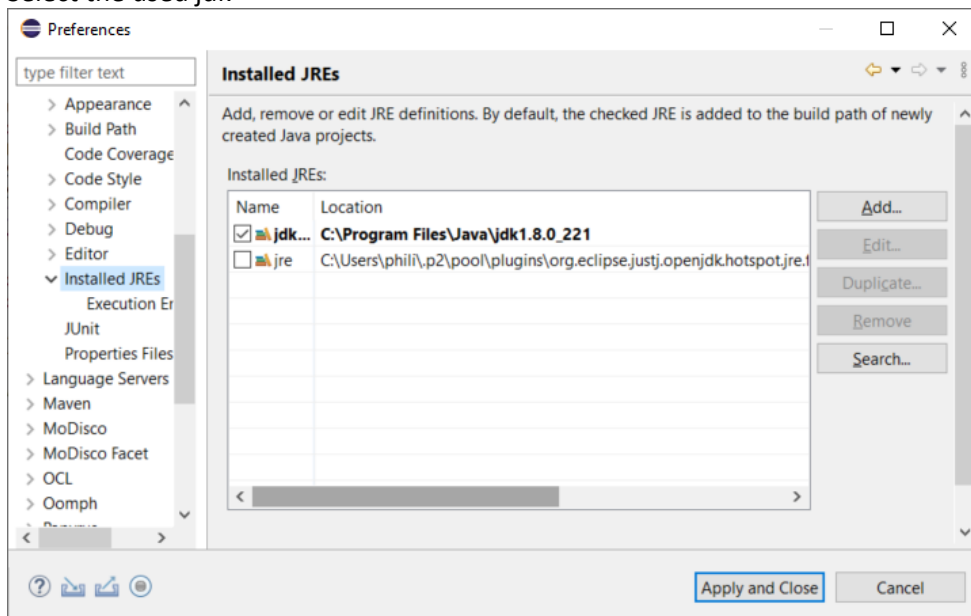 Preferences
type filter text
Appearance
Build Path
Code Coverage
Code Style
Compiler
Debug
Editor
Installed JREs
Execution Er
JUnit
Properties Files
Language Servers
Maven
MoDisco
MoDisco Facet
OCL
Oomph
Installed JREs
Add, remove or edit JRE definitions. By default, the checked JRE is added to the build path of newly
created Java projects.
Installed JREs:
Name Location
jdk... C:\Program Files\Java\jdk1.8.0_221
jre C:\Users\phili\.p2\pool\plugins\org.eclipse.justj.openjdk.hotspot.jre.f
Add...
Edit...
Duplicate...
Remove
Search...
Apply and Close
Cancel